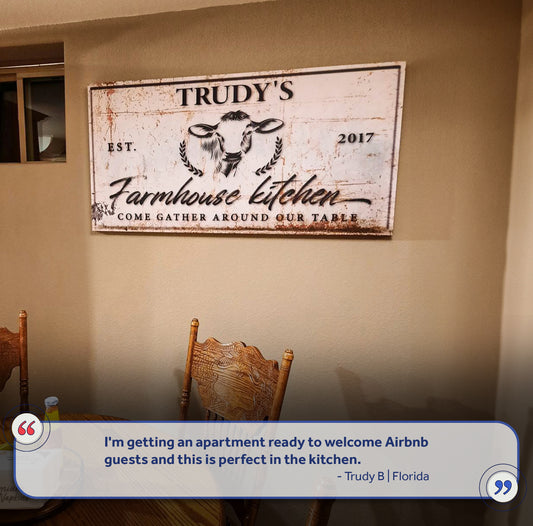 TRUDY'S
EST. 2017
Farmhouse kitchen
COME GATHER AROUND OUR TABLE
I'm getting an apartment ready to welcome Airbnb
guests and this is perfect in the kitchen.
- Trudy B | Florida